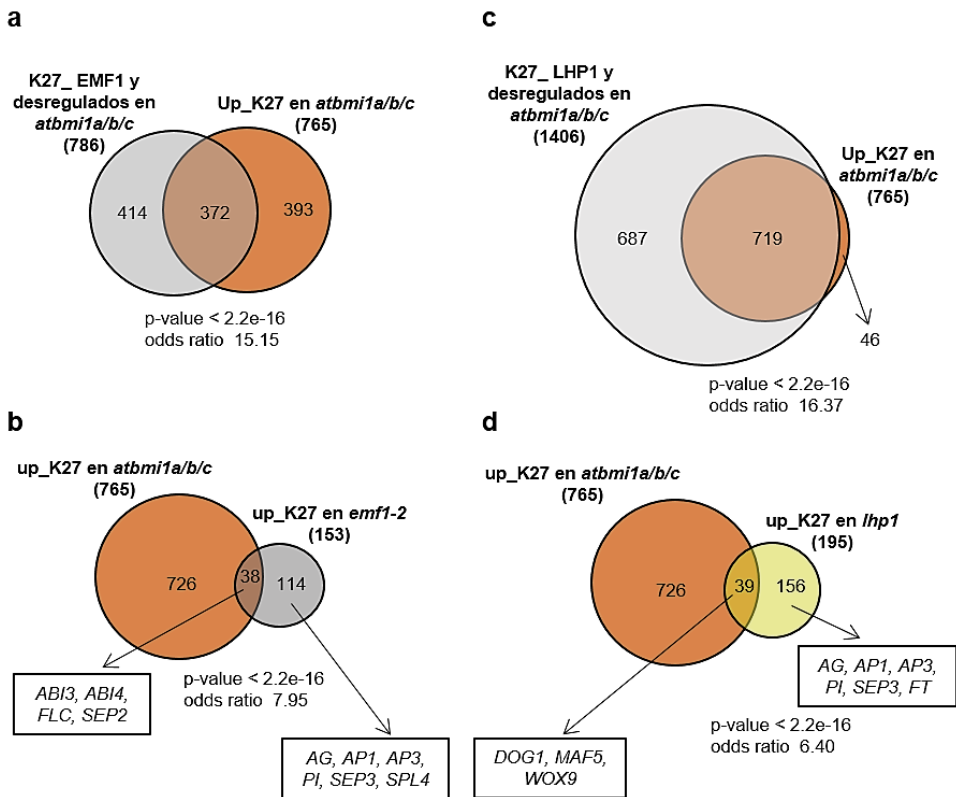 a
K27_ EMF1 y
desregulados en
atbmi1a/b/c
(786)
Up_K27 en atbmi1a/b/c
(765)
414
372
393
p-value < 2.2e-16
odds ratio 15.15
c
K27_ LHP1 y
desregulados en
atbmi1a/b/c
(1406)
Up_K27 en
atbmi1a/b/c
(765)
687
719
46
p-value < 2.2e-16
odds ratio 16.37
b
up_K27 en atbmi1a/b/c
(765)
up_K27 en emf1-2
(153)
726
38
114
p-value < 2.2e-16
odds ratio 7.95
ABI3, ABI4,
FLC, SEP2
AG, AP1, AP3,
PI, SEP3, SPL4
d
up_K27 en atbmi1a/b/c
(765)
up_K27 en lhp1
(195)
726
39
156
AG, AP1, AP3,
PI, SEP3, FT
p-value < 2.2e-16
odds ratio 6.40
DOG1, MAF5,
WOX9